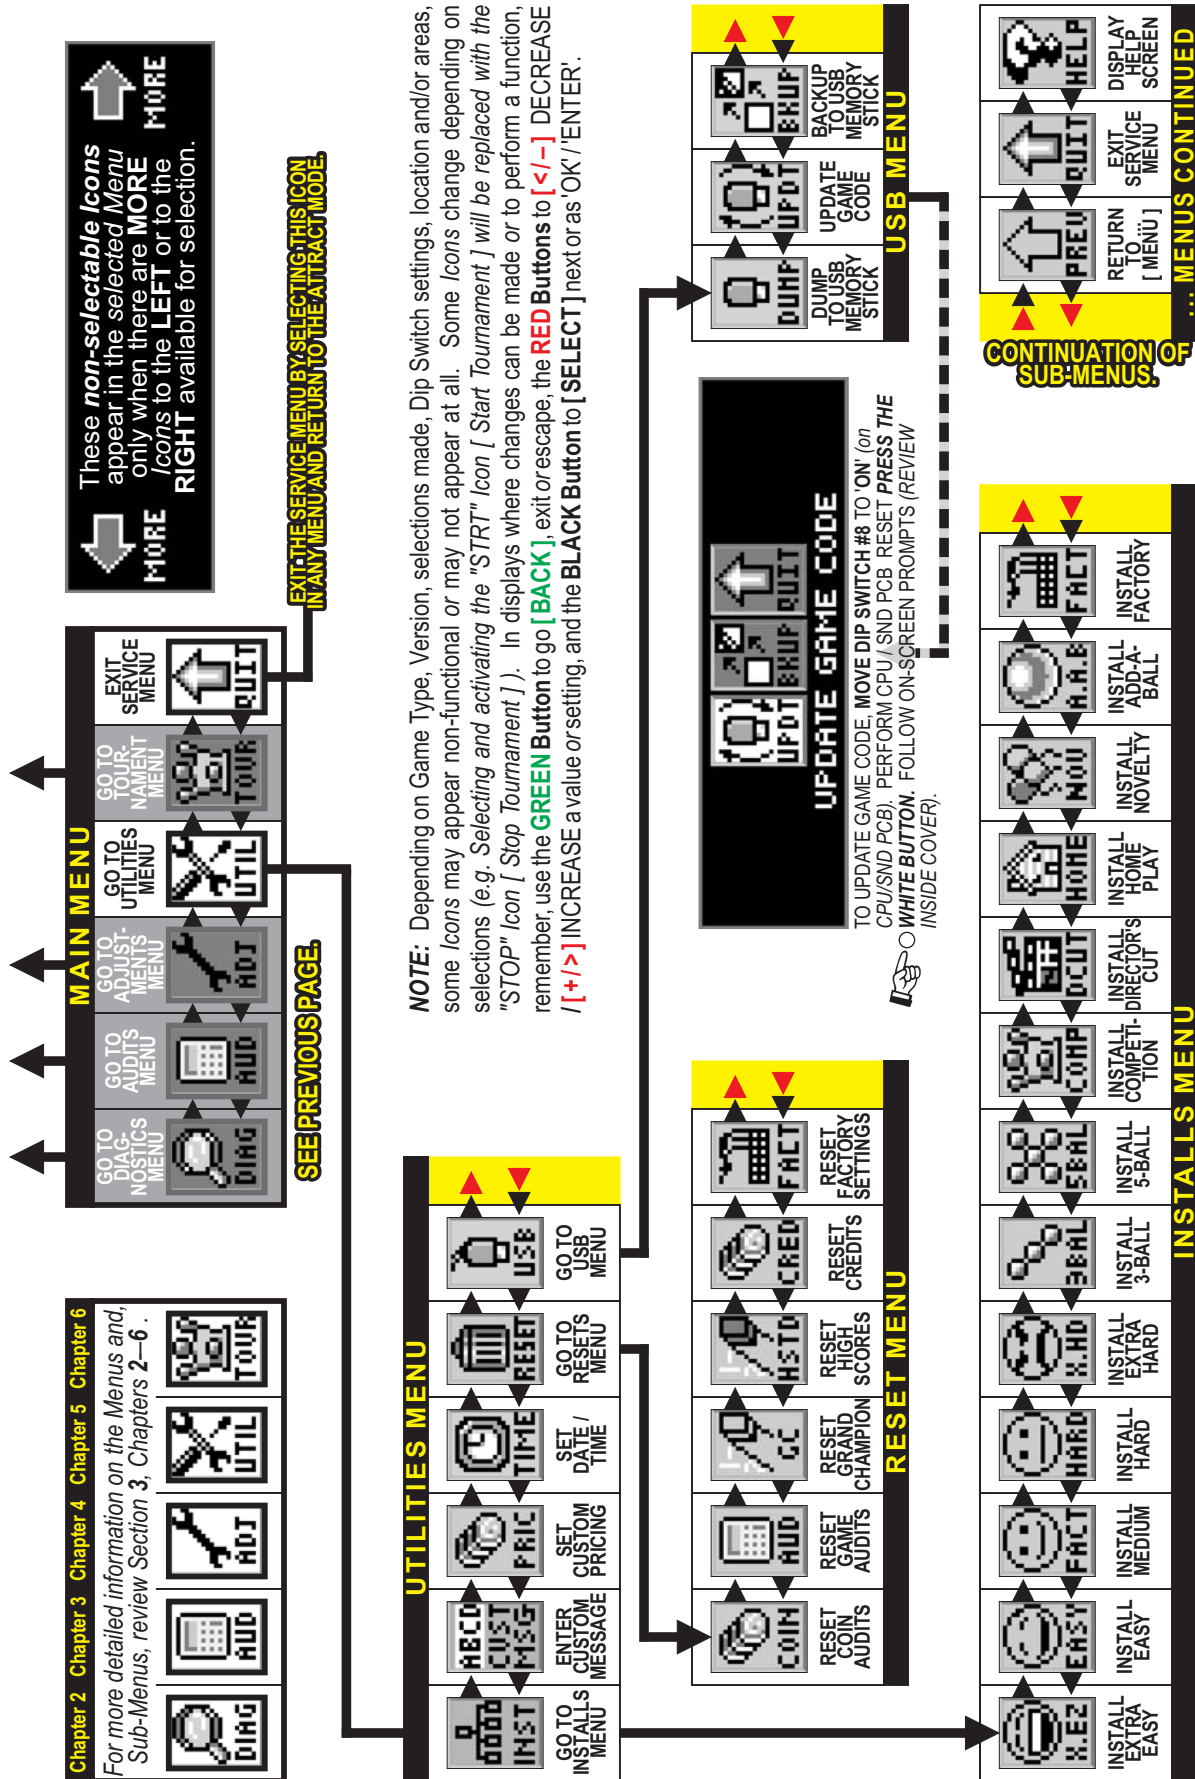 Chapter 2 Chapter 3 Chapter 4 Chapter 5 Chapter 6
For more detailed information on the Menus and,
Sub-Menus, review Section 3, Chapters 2—6 .
DIAG
AUD
ADJ
UTIL
TOUR
MAIN MENU
GO TO
DIAG-
NOSTICS
MENU
GO TO
AUDITS
MENU
GO TO
ADJUST-
MENTS
MENU
GO TO
UTILITIES
MENU
GO TO
TOUR-
NAMENT
MENU
EXIT
SERVICE
MENU
DIAG
AUD
ADJ
UTIL
TOUR
QUIT
SEE PREVIOUS PAGE.
EXIT THE SERVICE MENU BY SELECTING THIS ICON
IN ANY MENU AND RETURN TO THE ATTRACT MODE.
These non-selectable Icons
appear in the selected Menu
only when there are MORE
Icons to the LEFT or to the
RIGHT available for selection.
MORE
MORE
UTILITIES MENU
INST
ABCD
CUST
MSG
PRIC
TIME
RESET
USB
GO TO
INSTALLS
MENU
ENTER
CUSTOM
MESSAGE
SET
CUSTOM
PRICING
SET
DATE /
TIME
GO TO
RESETS
MENU
GO TO
USB
MENU
NOTE: Depending on Game Type, Version, selections made, Dip Switch settings, location and/or areas,
some Icons may appear non-functional or may not appear at all. Some Icons change depending on
selections (e.g. Selecting and activating the "STRT" Icon [ Start Tournament ] will be replaced with the
"STOP" Icon [ Stop Tournament ] ). In displays where changes can be made or to perform a function,
remember, use the GREEN Button to go [ BACK ], exit or escape, the RED Buttons to [ </– ] DECREASE
/ [ +/> ] INCREASE a value or setting, and the BLACK Button to [ SELECT ] next or as 'OK' / 'ENTER'.
COIN
AUD
GC
HSTD
CRED
FACT
RESET
COIN
AUDITS
RESET
GAME
AUDITS
RESET
GRAND
CHAMPION
RESET
HIGH
SCORES
RESET
CREDITS
RESET
FACTORY
SETTINGS
RESET MENU
UPDT
BKUP
QUIT
UPDATE GAME CODE
TO UPDATE GAME CODE, MOVE DIP SWITCH #8 TO 'ON' (on
CPU/SND PCB). PERFORM CPU / SND PCB RESET PRESS THE
WHITE BUTTON. FOLLOW ON-SCREEN PROMPTS (REVIEW
INSIDE COVER).
DUMP
UPDT
BKUP
DUMP
TO USB
MEMORY
STICK
UPDATE
GAME
CODE
BACKUP
TO USB
MEMORY
STICK
USB MENU
X.EZ
EASY
FACT
HARD
X.HD
3BAL
5BAL
COMP
DCUT
HOME
NOV
A.A.B
FACT
INSTALL
EXTRA
EASY
INSTALL
EASY
INSTALL
MEDIUM
INSTALL
HARD
INSTALL
EXTRA
HARD
INSTALL
3-BALL
INSTALL
5-BALL
INSTALL
COMPETI-
TION
INSTALL
DIRECTOR'S
CUT
INSTALL
HOME
PLAY
INSTALL
NOVELTY
INSTALL
ADD-A-
BALL
INSTALL
FACTORY
INSTALLS MENU
CONTINUATION OF
SUB-MENUS.
PREV
QUIT
HELP
RETURN
TO
[ MENU ]
EXIT
SERVICE
MENU
DISPLAY
HELP
SCREEN
... MENUS CONTINUED